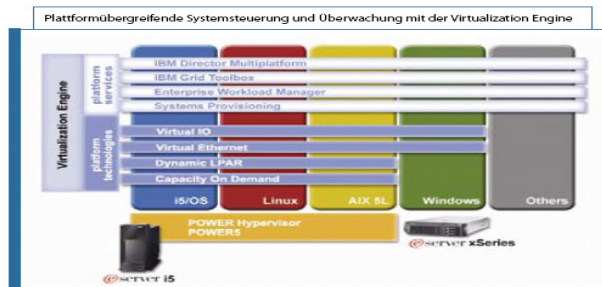 Plattformübergreifende Systemsteuerung und Überwachung mit der Virtualization Engine
Virtualization Engine
platform services
IBM Director Multiplatform
IBM Grid Toolbox
Enterprise Workload Manager
Systems Provisioning
platform technologies
Virtual IO
Virtual Ethernet
Dynamic LPAR
Capacity On Demand
i5/OS
Linux
AIX 5L
Windows
Others
POWER Hypervisor
POWER5
eserver xSeries
eserver i5